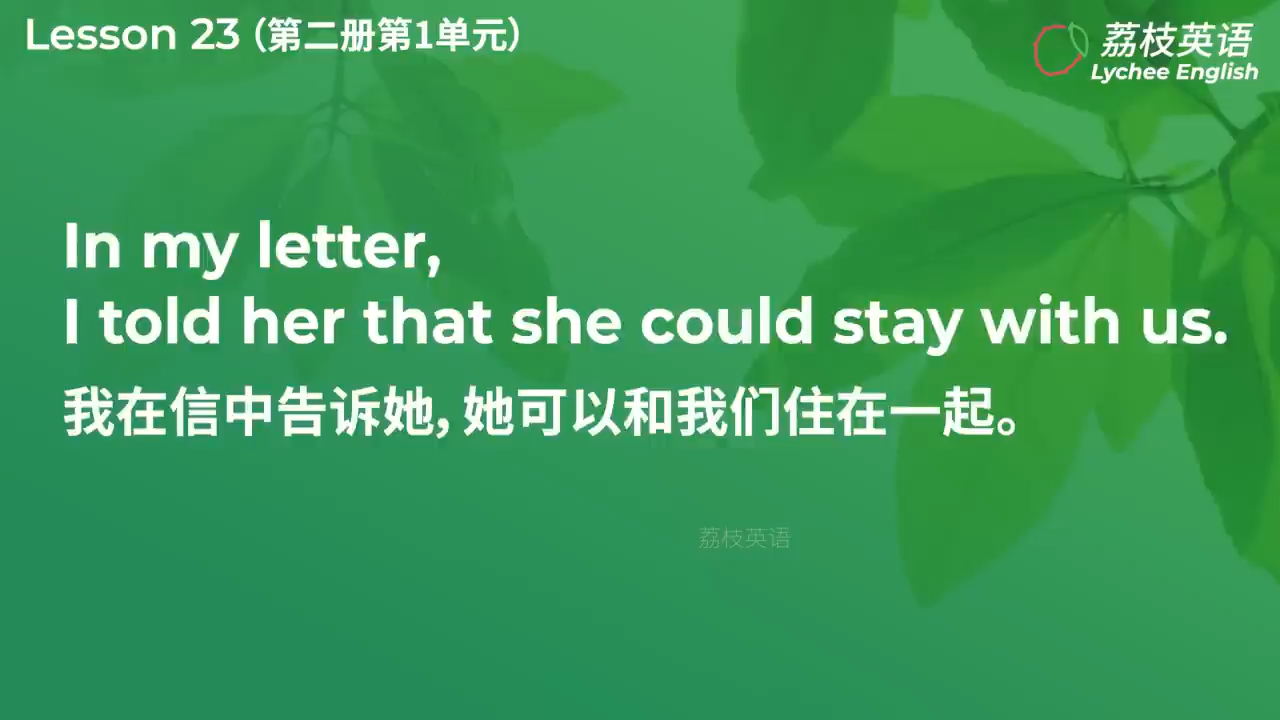 Lesson 23（第二册第1单元）
荔枝英语
Lychee English
In my letter,
I told her that she could stay with us.
我在信中告诉她，她可以和我们住在一起。
荔枝英语